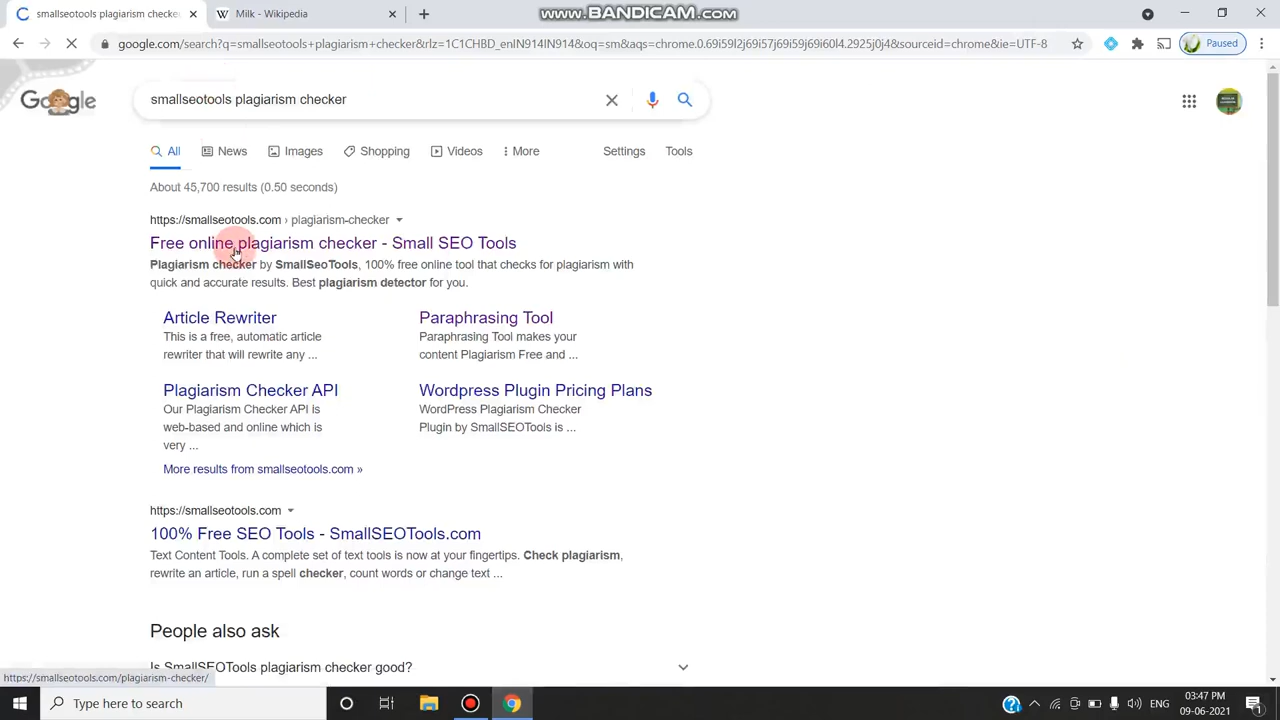 smallseotools plagiarism checke
Milk - Wikipedia
www.BANDICAM.com
google.com/search?q=smallseotools+plagiarism+checker&rlz=1C1CHBD_enIN914IN914&oq=sm&aqs=chrome.0.69i59l2j69i57j69i59j69i60l4.2925j0j4&sourceid=chrome&ie=UTF-8
Paused
Google
smallseotools plagiarism checker
All
News
Images
Shopping
Videos
More
Settings
Tools
About 45,700 results (0.50 seconds)
https://smallseotools.com › plagiarism-checker
Free online plagiarism checker - Small SEO Tools
Plagiarism checker by SmallSeoTools, 100% free online tool that checks for plagiarism with
quick and accurate results. Best plagiarism detector for you.
Article Rewriter
This is a free, automatic article
rewriter that will rewrite any ...
Paraphrasing Tool
Paraphrasing Tool makes your
content Plagiarism Free and ...
Plagiarism Checker API
Our Plagiarism Checker API is
web-based and online which is
very ...
Wordpress Plugin Pricing Plans
WordPress Plagiarism Checker
Plugin by SmallSEOTools is ...
More results from smallseotools.com »
https://smallseotools.com
100% Free SEO Tools - SmallSEOTools.com
Text Content Tools. A complete set of text tools is now at your fingertips. Check plagiarism,
rewrite an article, run a spell checker, count words or change text ...
People also ask
Is SmallSEOTools plagiarism checker good?
https://smallseotools.com/plagiarism-checker/
Type here to search
ENG
03:47 PM
09-06-2021